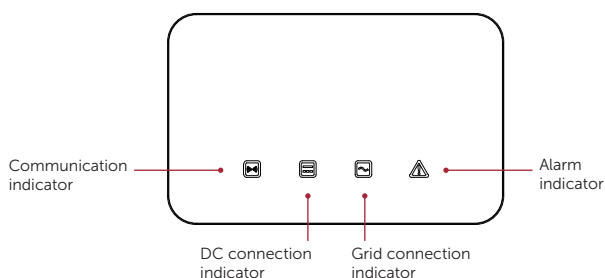 Communication
indicator
Alarm
indicator
DC connection
indicator
Grid connection
indicator